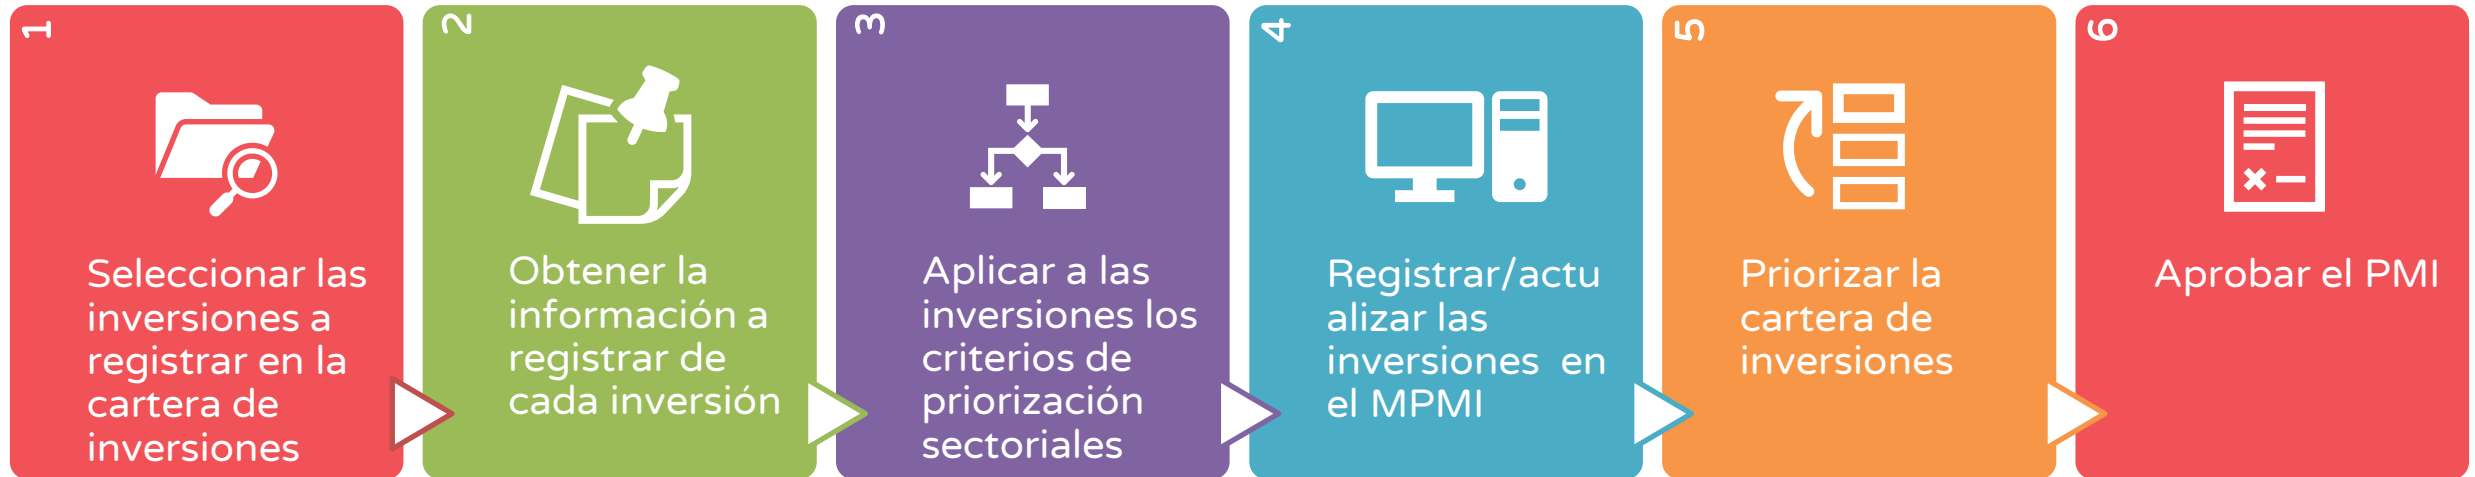 1
Seleccionar las
inversiones a
registrar en la
cartera de
inversiones
2
Obtener la
información a
registrar de
cada inversión
3
Aplicar a las
inversiones los
criterios de
priorización
sectoriales
4
Registrar/actu
alizar las
inversiones  en
el MPMI
5
Priorizar la
cartera de
inversiones
6
Aprobar el PMI